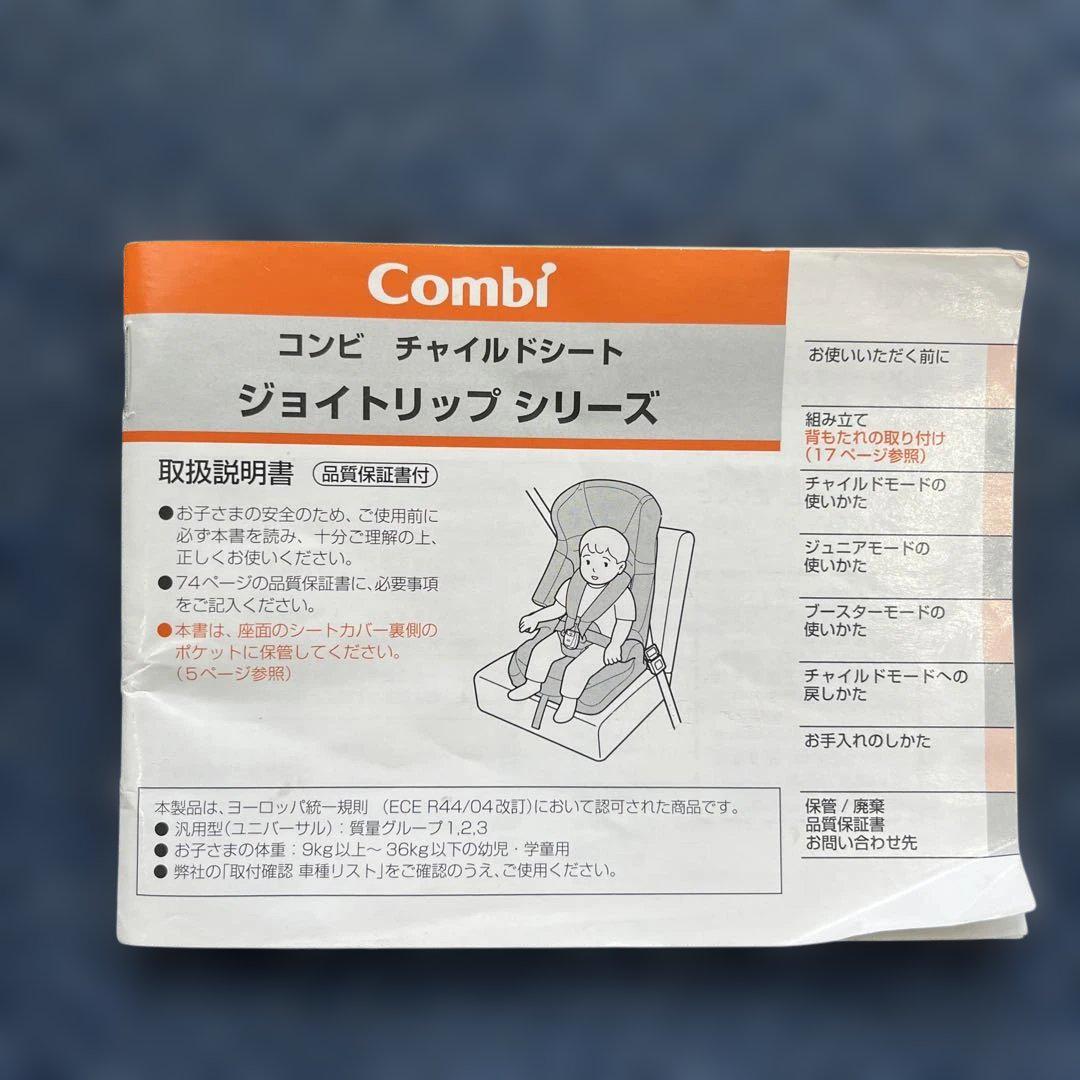 Combi
コンビ　チャイルドシート
ジョイトリップ シリーズ
取扱説明書 品質保証書付
●お子さまの安全のため、ご使用前に
必ず本書を読み、十分ご理解の上、
正しくお使いください。
●74ページの品質保証書に、必要事項
をご記入ください。
●本書は、座面のシートカバー裏側の
ポケットに保管してください。
(5ページ参照)
本製品は、ヨーロッパ統一規則 (ECE R44/04改訂)において認可された商品です。
● 汎用型(ユニバーサル):質量グループ1,2,3
● お子さまの体重:9kg以上〜36kg以下の幼児・学童用
● 弊社の「取付確認 車種リスト」をご確認のうえ、ご使用ください。
お使いいただく前に
組み立て
背もたれの取り付け
(17ページ参照)
チャイルドモードの
使いかた
ジュニアモードの
使いかた
ブースターモードの
使いかた
チャイルドモードへの
戻しかた
お手入れのしかた
保管/廃棄
品質保証書
お問い合わせ先